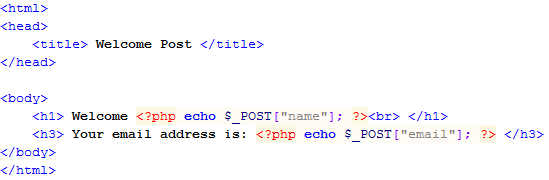 <html>
<head>
    <title> Welcome Post </title>
</head>

<body>
    <h1> Welcome <?php echo $_POST["name"]; ?><br> </h1>
    <h3> Your email address is: <?php echo $_POST["email"]; ?> </h3>
</body>
</html>